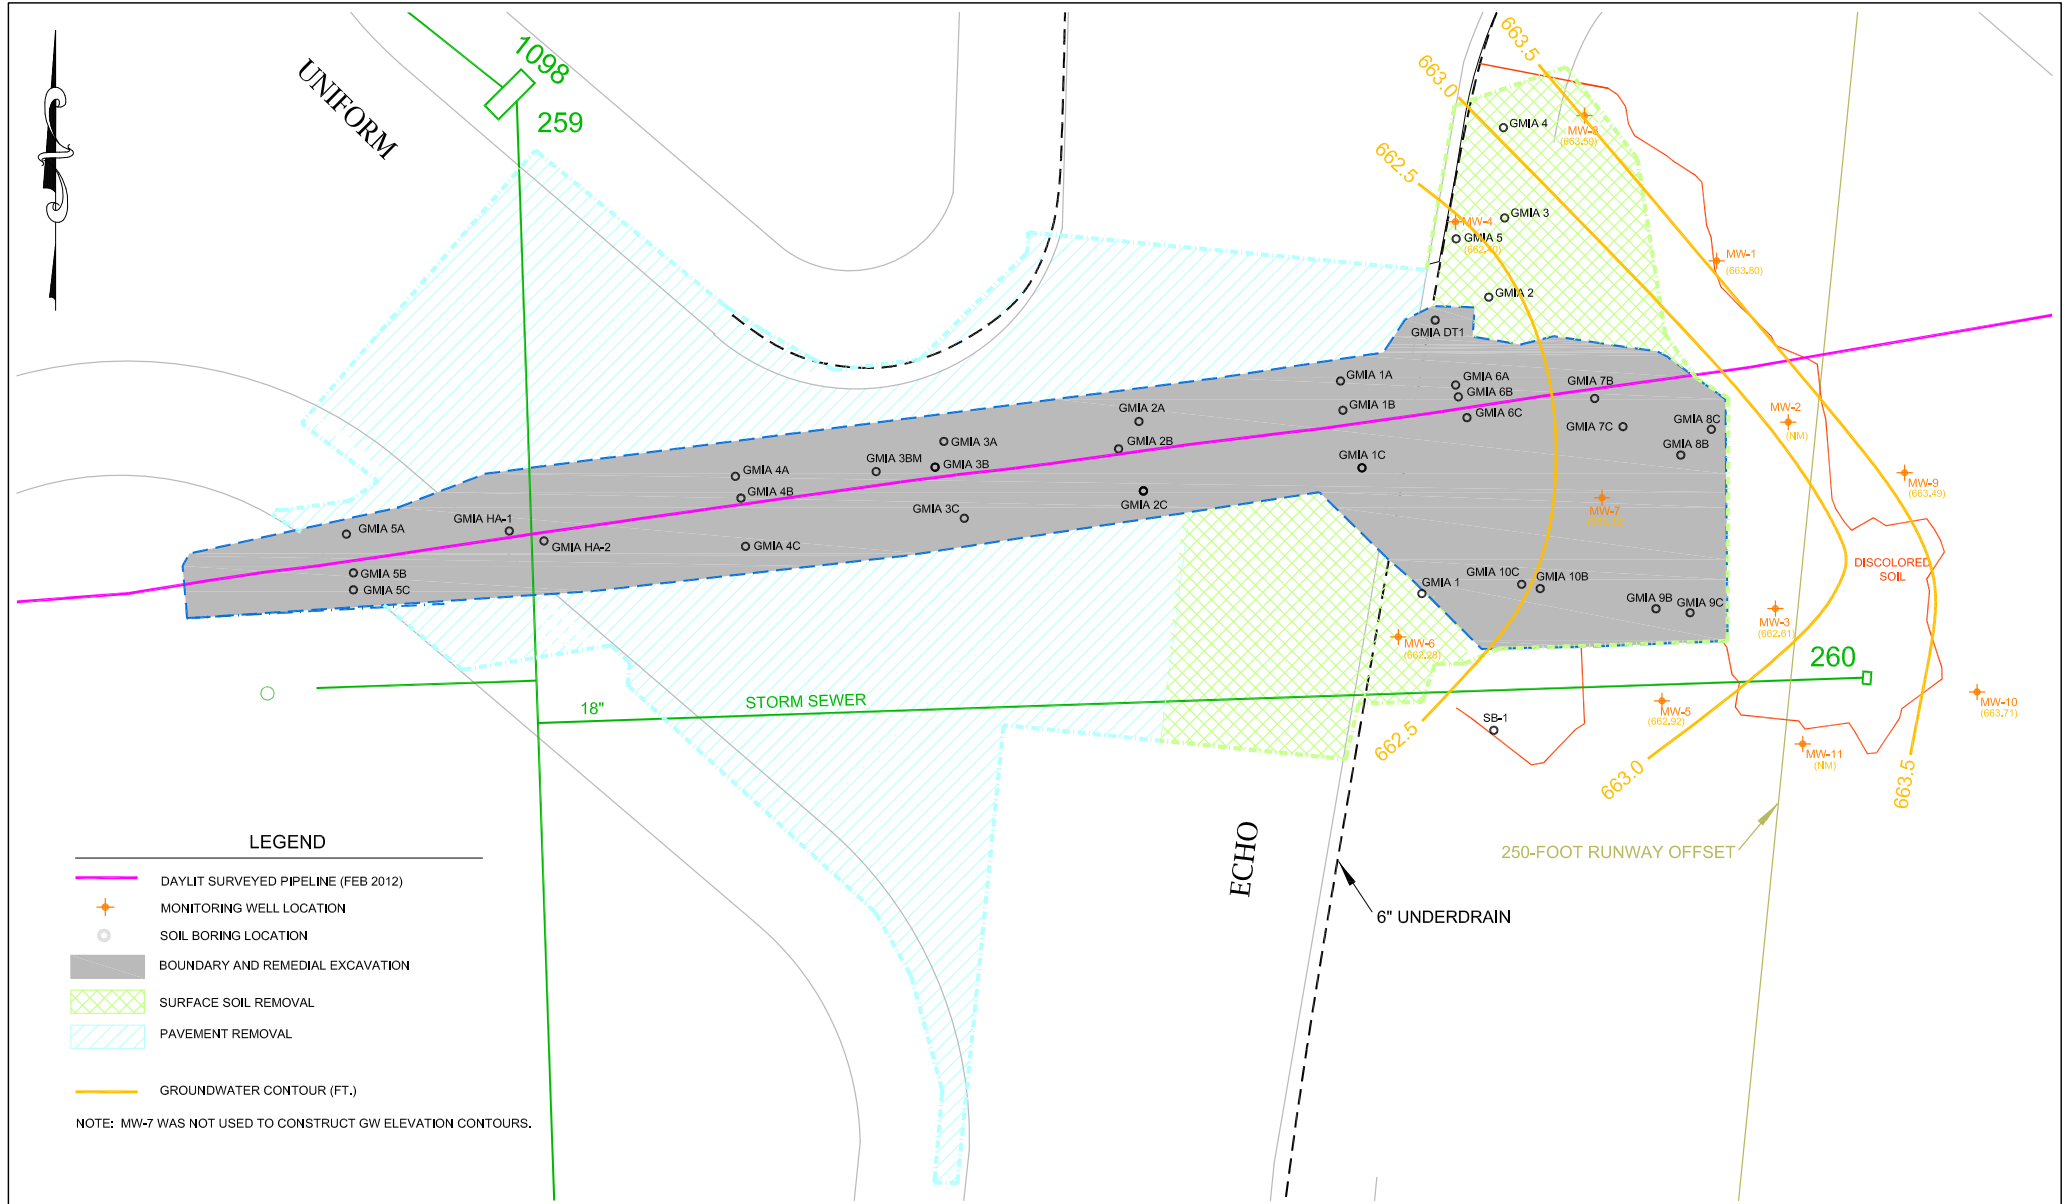 1098
259
UNIFORM
663.5
663.0
662.5
GMIA 4
(663.59)
GMIA 3
MW-4
GMIA 5
MW-1
(663.80)
GMIA 2
GMIA DT1
GMIA 1A
GMIA 6A
GMIA 6B
GMIA 7B
GMIA 2A
GMIA 1B
GMIA 6C
GMIA 7C
GMIA 8C
MW-2
(NM)
GMIA 3A
GMIA 2B
GMIA 8B
GMIA 3BM
GMIA 3B
GMIA 1C
GMIA 4A
MW-9
(663.49)
GMIA 4B
GMIA 2C
MW-7
GMIA 3C
GMIA HA-1
GMIA 5A
GMIA HA-2
GMIA 4C
DISCOLORED
SOIL
GMIA 5B
GMIA 5C
GMIA 1
GMIA 10C
GMIA 10B
GMIA 9B
GMIA 9C
MW-3
(662.61)
MW-6
(662.28)
260
STORM SEWER
18"
MW-5
(662.92)
MW-10
(663.71)
SB-1
MW-11
(NM)
662.5
663.0
663.5
ECHO
250-FOOT RUNWAY OFFSET
6" UNDERDRAIN
LEGEND
DAYLIT SURVEYED PIPELINE (FEB 2012)
MONITORING WELL LOCATION
SOIL BORING LOCATION
BOUNDARY AND REMEDIAL EXCAVATION
SURFACE SOIL REMOVAL
PAVEMENT REMOVAL
GROUNDWATER CONTOUR (FT.)
NOTE: MW-7 WAS NOT USED TO CONSTRUCT GW ELEVATION CONTOURS.